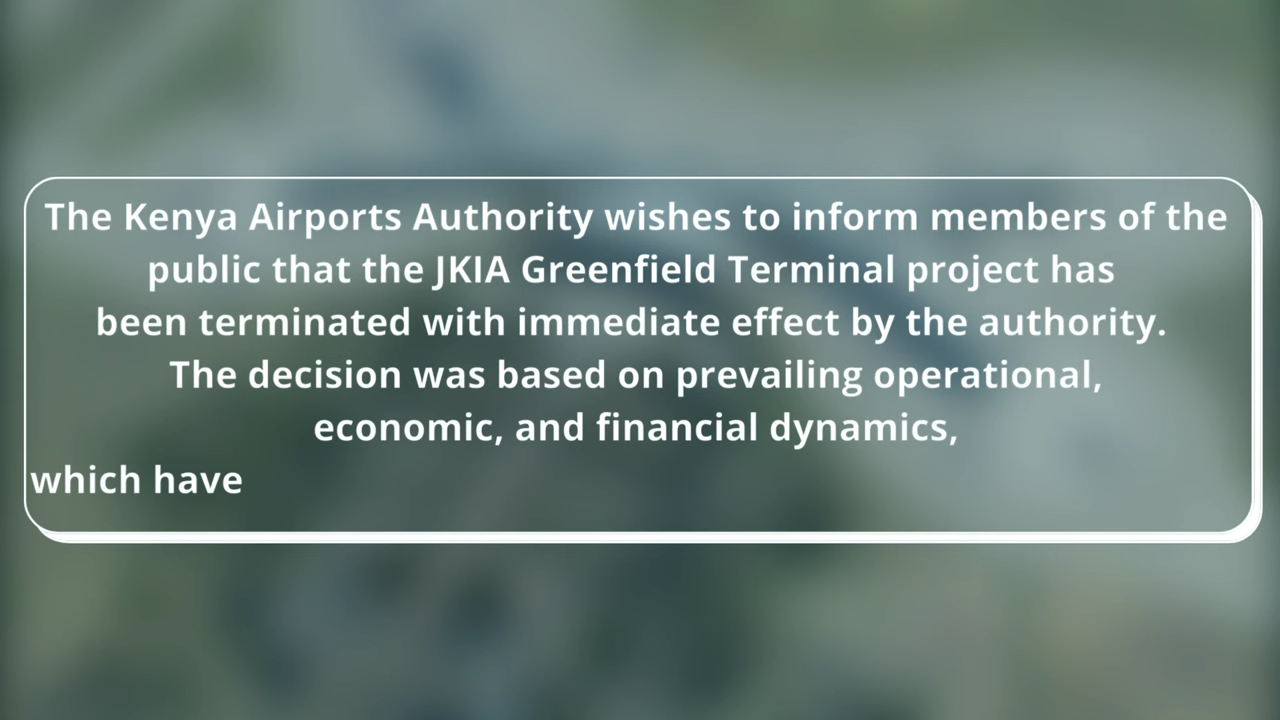 The Kenya Airports Authority wishes to inform members of the
public that the JKIA Greenfield Terminal project has
been terminated with immediate effect by the authority.
The decision was based on prevailing operational,
economic, and financial dynamics,
which have